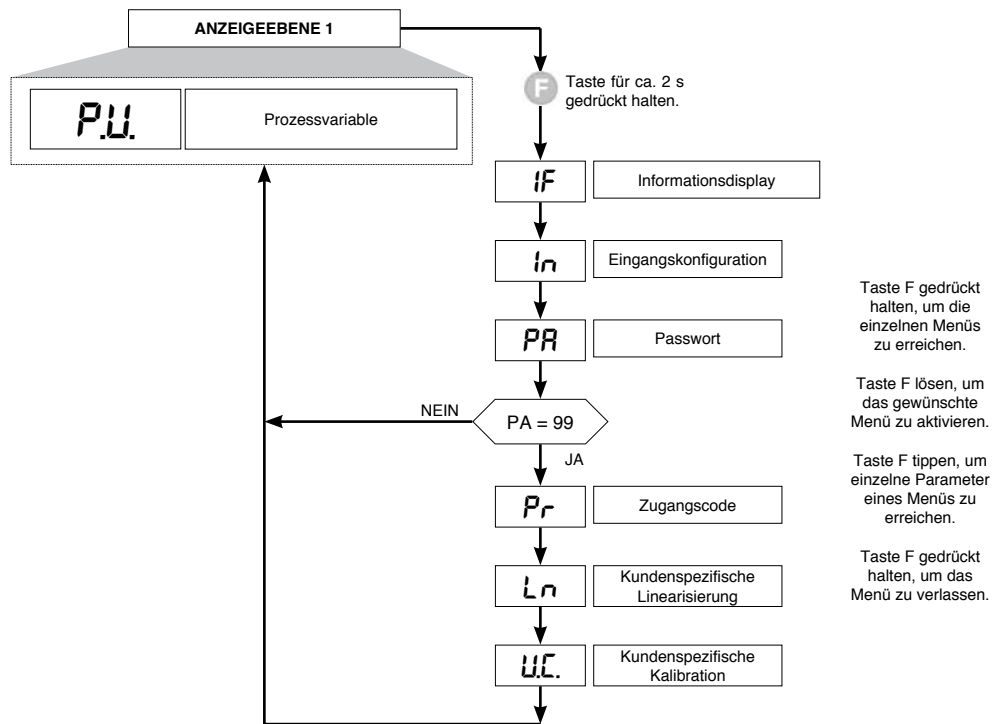 ANZEIGEEBENE 1
F
Taste für ca. 2 s
gedrückt halten.
P.U.
Prozessvariable
IF
Informationsdisplay
In
Eingangskonfiguration
PA
Passwort
Taste F gedrückt
halten, um die
einzelnen Menüs
zu erreichen.
Taste F lösen, um
das gewünschte
Menü zu aktivieren.
Taste F tippen, um
einzelne Parameter
eines Menüs zu
erreichen.
Taste F gedrückt
halten, um das
Menü zu verlassen.
NEIN
PA = 99
JA
Pr
Zugangscode
Ln
Kundenspezifische
Linearisierung
U.C.
Kundenspezifische
Kalibration